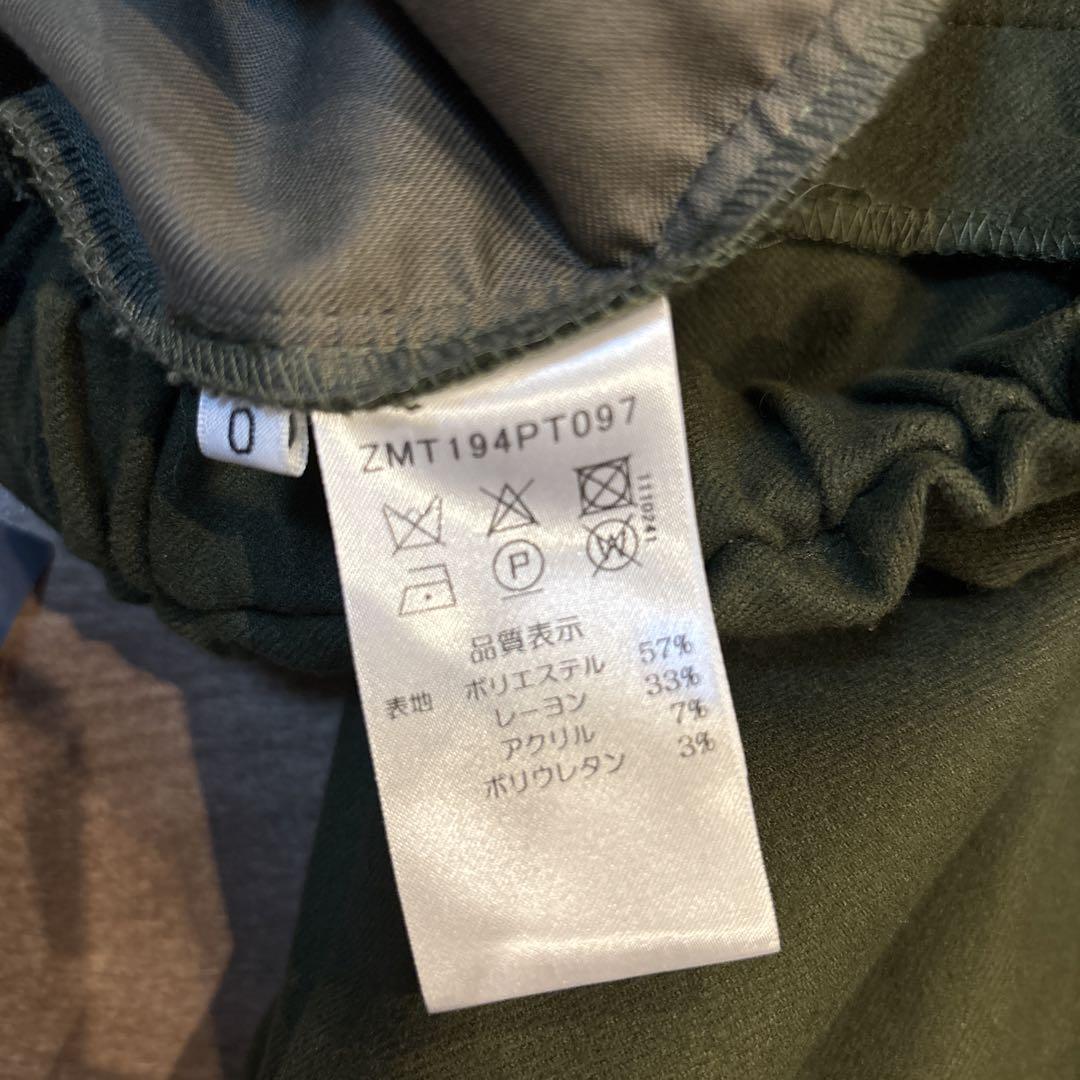 0
ZMT194PT097
1110241
P
品質表示
表地 ポリエステル 57%
レーヨン 33%
アクリル 7%
ポリウレタン 3%